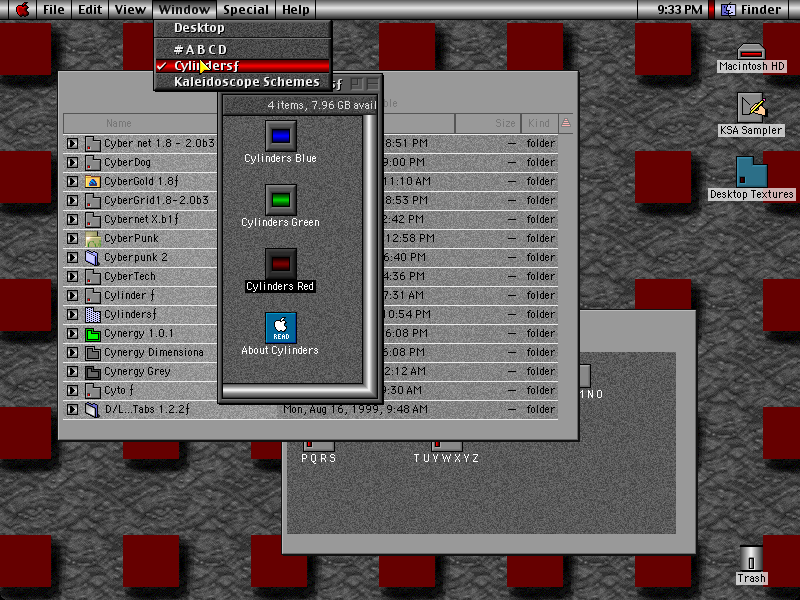 File Edit View Window Special Help 9:33 PM Finder
Desktop
#ABCD
✓ Cylindersƒ
Kaleidoscope Schemes
4 items, 7.96 GB avail
Name Size Kind
Cyber net 1.8 - 2.0b3 8:51 PM — folder
CyberDog 9:00 PM — folder
CyberGold 1.8ƒ 11:10 AM — folder
CyberGrid1.8-2.0b3 8:53 PM — folder
Cybernet X.b1ƒ 2:42 PM — folder
CyberPunk 12:58 PM — folder
Cyberpunk 2 6:40 PM — folder
CyberTech 4:36 PM — folder
Cylinder ƒ 7:31 AM — folder
Cylindersƒ 10:54 PM — folder
Cynergy 1.0.1 6:08 PM — folder
Cynergy Dimensiona 6:08 PM — folder
Cynergy Grey 2:12 AM — folder
Cyto ƒ 9:30 AM — folder
D/L...Tabs 1.2.2ƒ Mon, Aug 16, 1999, 9:48 AM — folder
Cylinders Blue
Cylinders Green
Cylinders Red
READ
About Cylinders
PQRS
TUVWXYZ
Macintosh HD
KSA Sampler
Desktop Textures
Trash